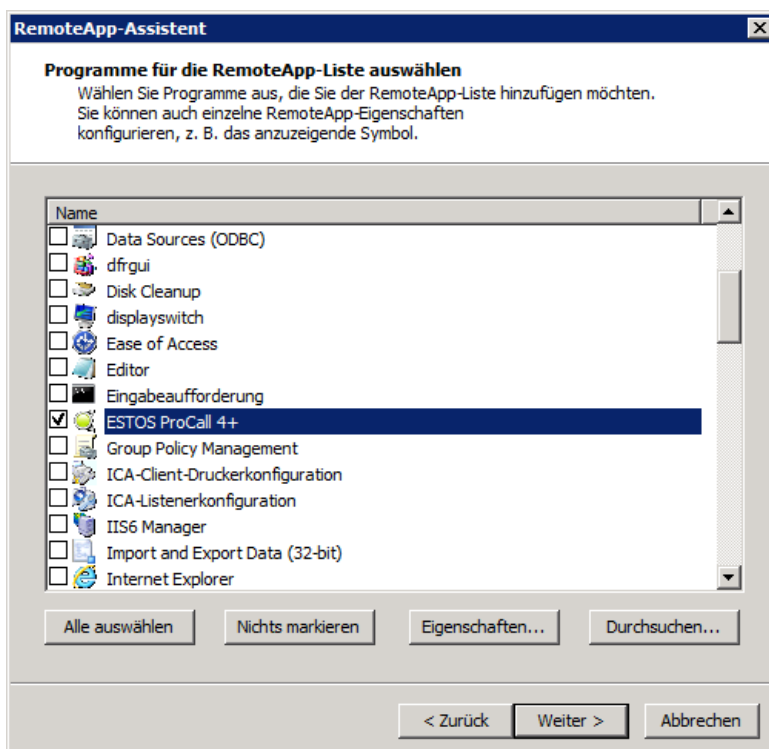 RemoteApp-Assistent
Programme für die RemoteApp-Liste auswählen
Wählen Sie Programme aus, die Sie der RemoteApp-Liste hinzufügen möchten.
Sie können auch einzelne RemoteApp-Eigenschaften
konfigurieren, z. B. das anzuzeigende Symbol.
Name
Data Sources (ODBC)
dfrgui
Disk Cleanup
displayswitch
Ease of Access
Editor
Eingabeaufforderung
ESTOS ProCall 4+
Group Policy Management
ICA-Client-Druckerkonfiguration
ICA-Listenerkonfiguration
IIS6 Manager
Import and Export Data (32-bit)
Internet Explorer
Alle auswählen Nichts markieren Eigenschaften... Durchsuchen...
< Zurück Weiter > Abbrechen